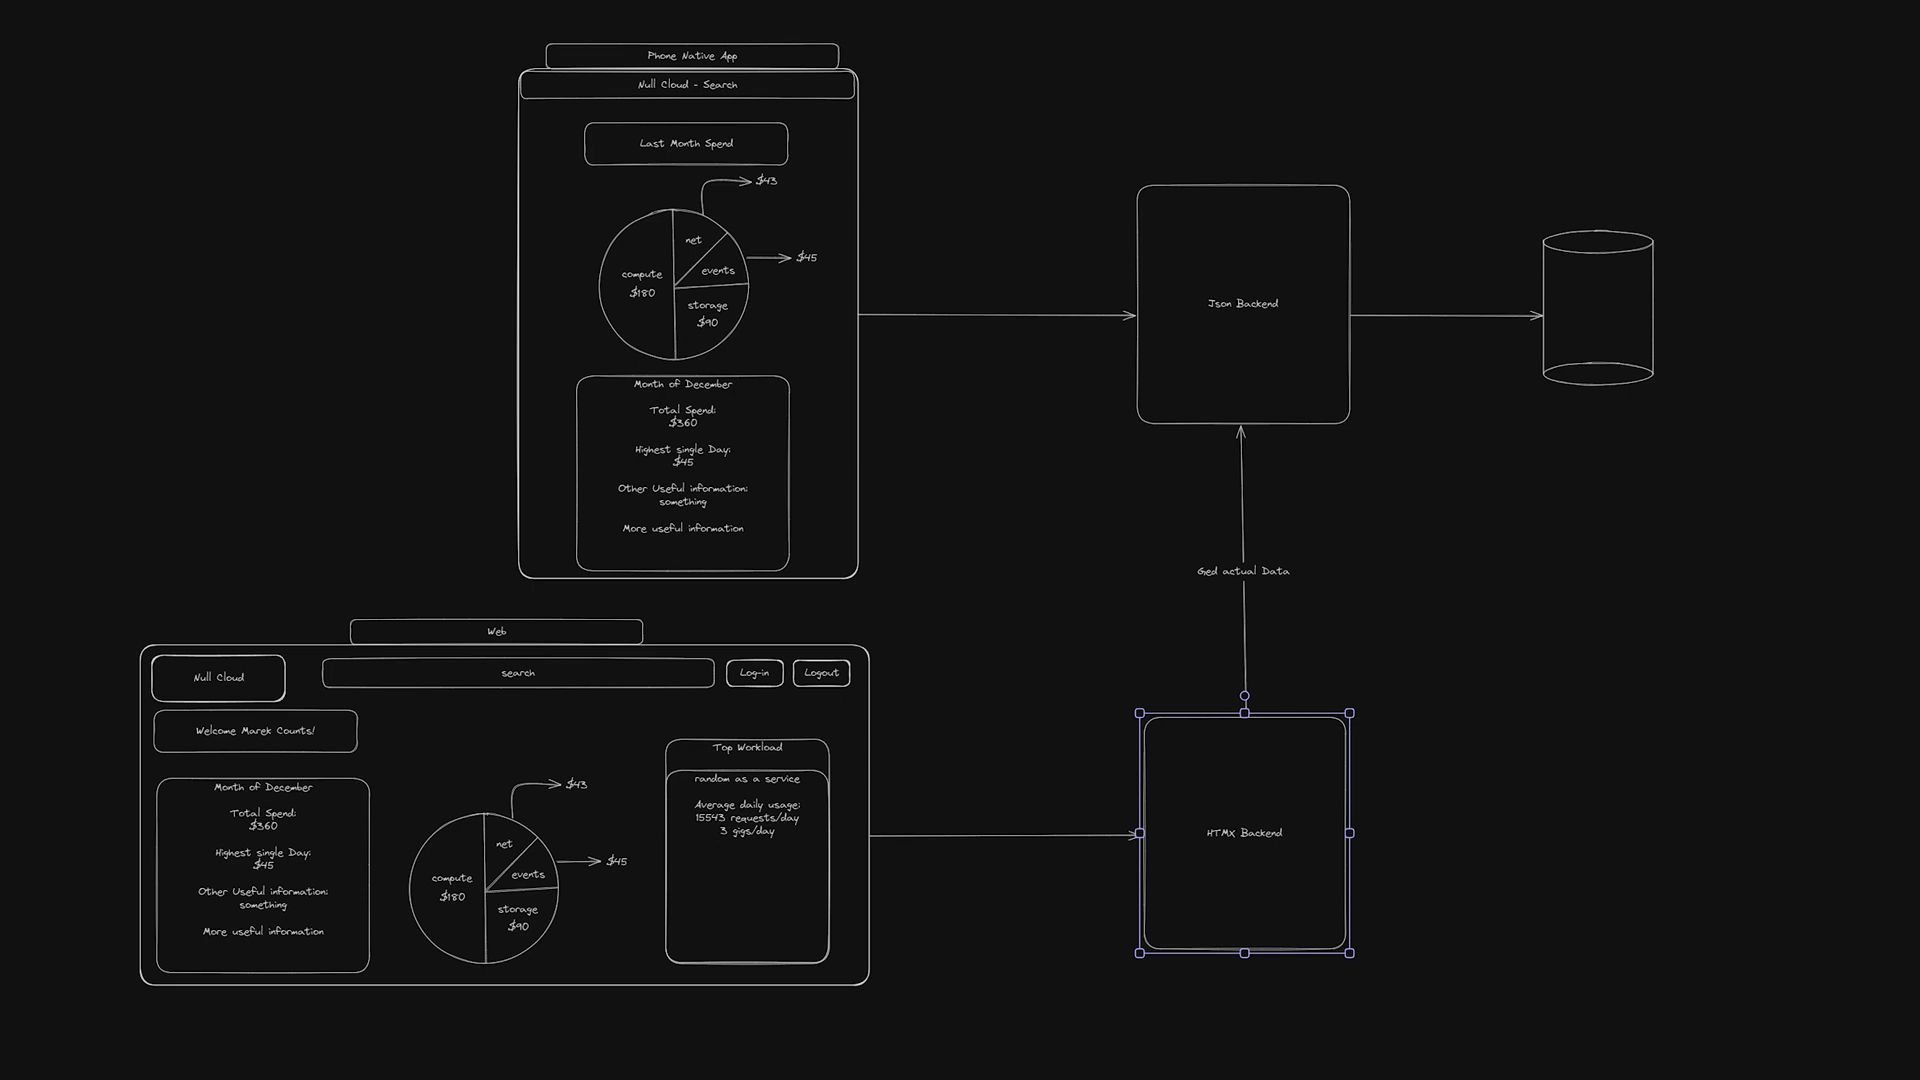 Phone Native App
Null Cloud - Search
Last Month Spend
$43
net
$45
events
compute
$180
storage
$90
Month of December
Total Spend:
$360
Highest single Day:
$45
Other Useful information:
something
More useful information
Json Backend
Ged actual Data
Web
Null Cloud
search
Log-in
Logout
Welcome Marek Counts!
Month of December
Total Spend:
$360
Highest single Day:
$45
Other Useful information:
something
More useful information
$43
net
$45
events
compute
$180
storage
$90
Top Workload
random as a service
Average daily usage:
15543 requests/day
3 gigs/day
HTMX Backend